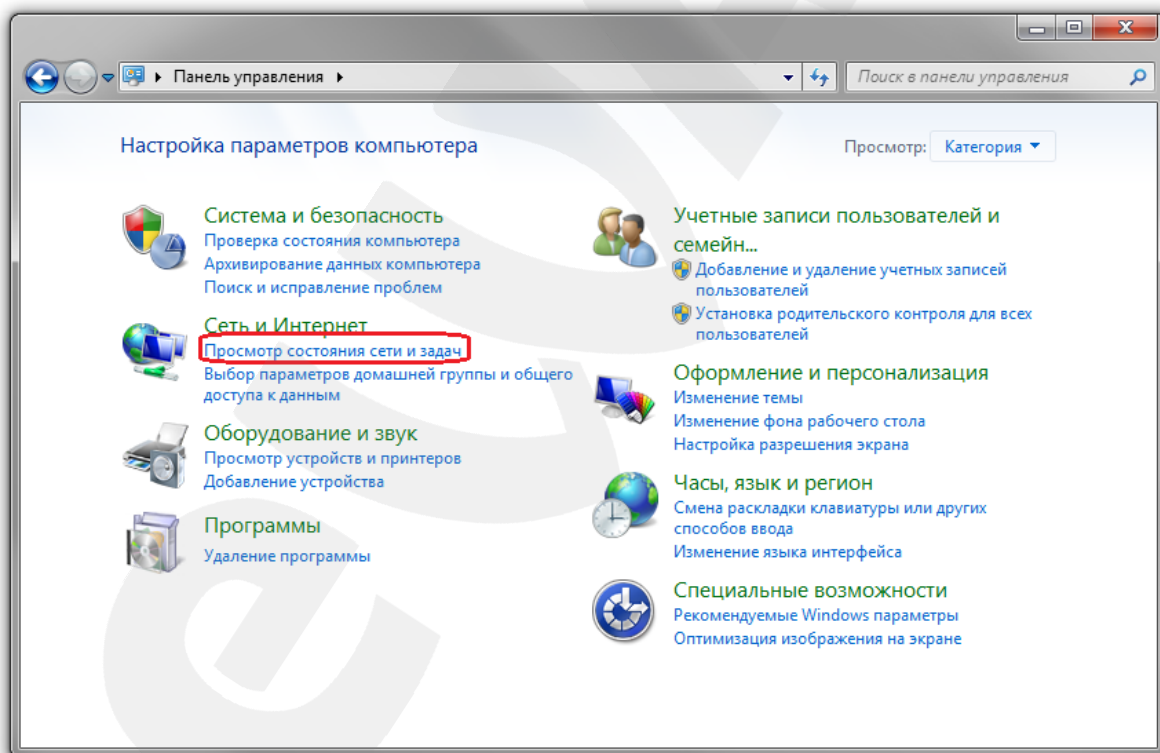 Панель управления
Поиск в панели управления
Настройка параметров компьютера
Просмотр: Категория
Система и безопасность
Проверка состояния компьютера
Архивирование данных компьютера
Поиск и исправление проблем
Сеть и Интернет
Просмотр состояния сети и задач
Выбор параметров домашней группы и общего
доступа к данным
Оборудование и звук
Просмотр устройств и принтеров
Добавление устройства
Программы
Удаление программы
Учетные записи пользователей и
семейн...
Добавление и удаление учетных записей
пользователей
Установка родительского контроля для всех
пользователей
Оформление и персонализация
Изменение темы
Изменение фона рабочего стола
Настройка разрешения экрана
Часы, язык и регион
Смена раскладки клавиатуры или других
способов ввода
Изменение языка интерфейса
Специальные возможности
Рекомендуемые Windows параметры
Оптимизация изображения на экране